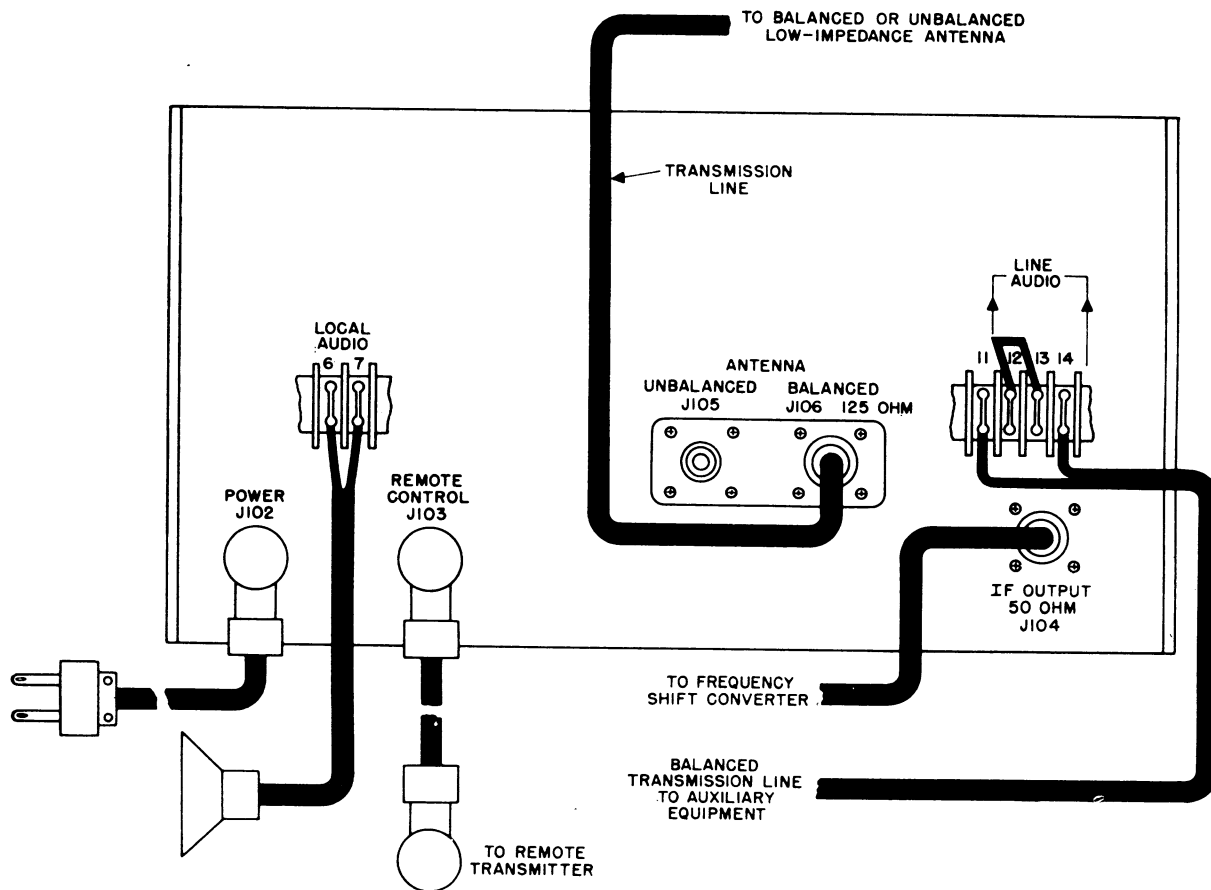 TO BALANCED OR UNBALANCED
LOW-IMPEDANCE ANTENNA
TRANSMISSION
LINE
LINE
AUDIO
11 12 13 14
LOCAL
AUDIO
6 7
ANTENNA
UNBALANCED
J105
BALANCED
J106 125 OHM
POWER
J102
REMOTE
CONTROL
J103
IF OUTPUT
50 OHM
J104
TO FREQUENCY
SHIFT CONVERTER
BALANCED
TRANSMISSION LINE
TO AUXILIARY
EQUIPMENT
TO REMOTE
TRANSMITTER